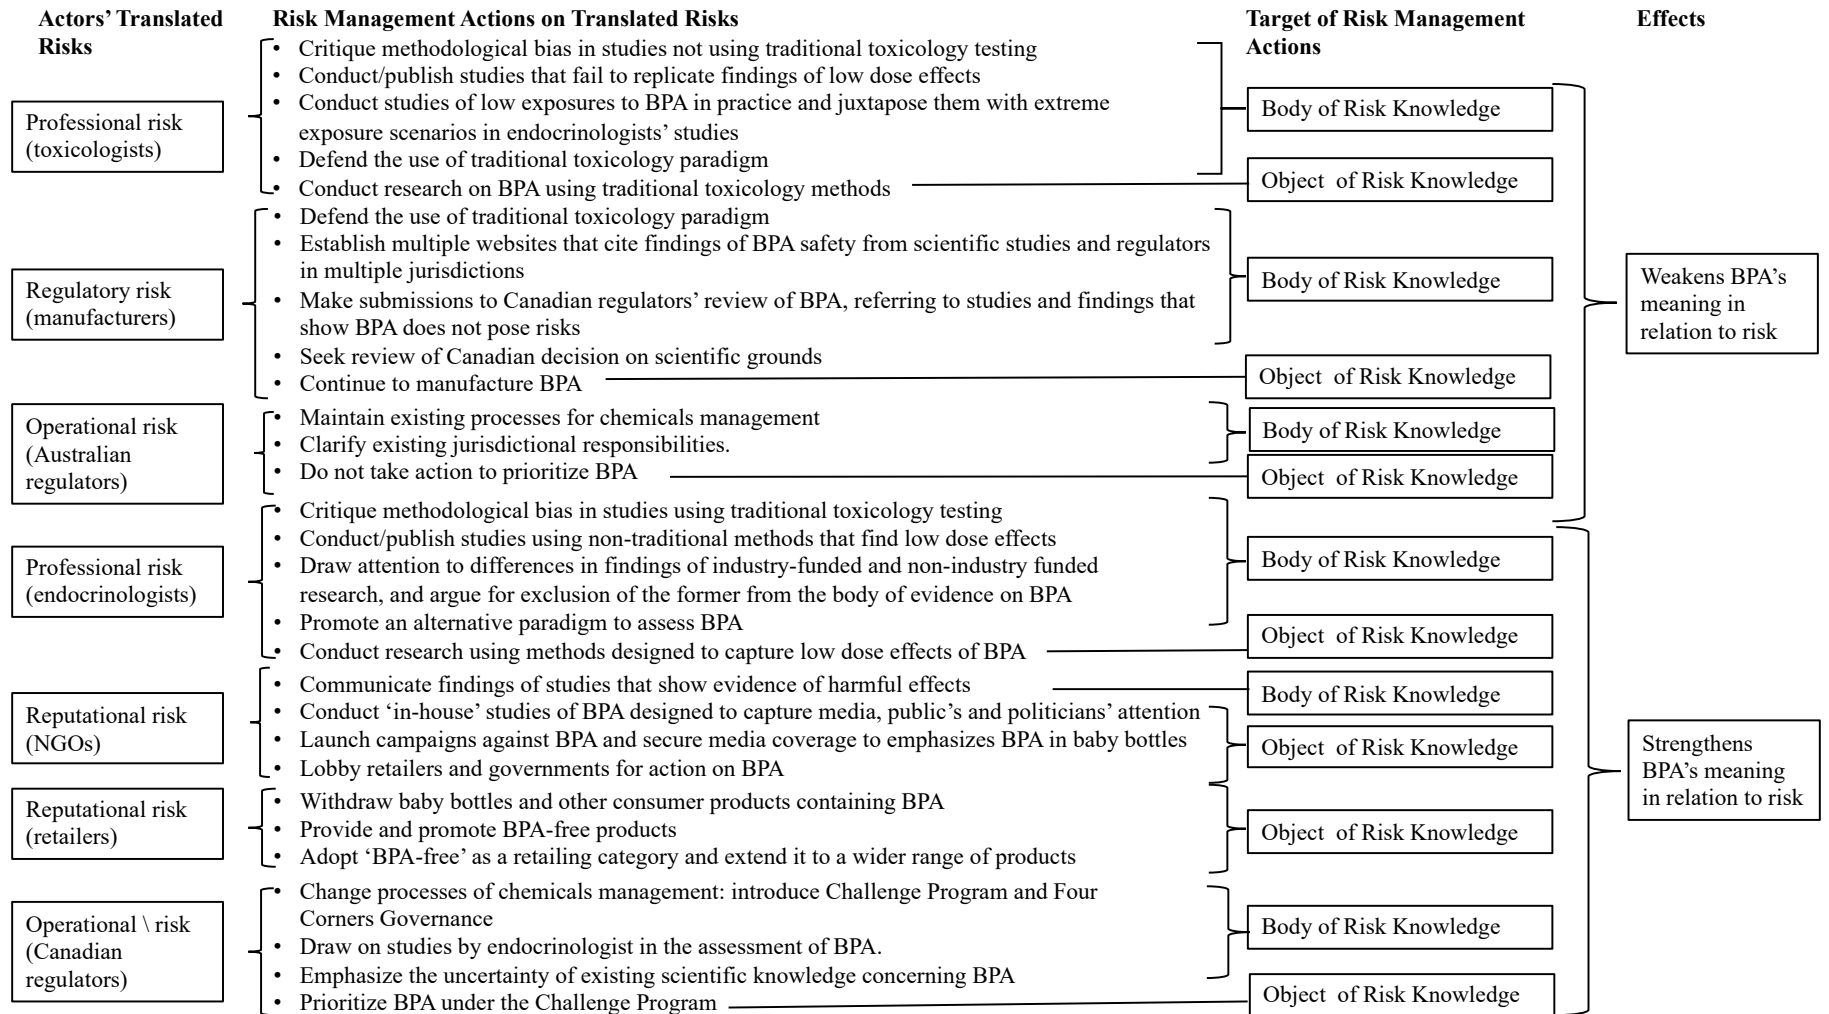 Actors' Translated
Risks
Risk Management Actions on Translated Risks
Target of Risk Management
Actions
Effects
Professional risk
(toxicologists)
• Critique methodological bias in studies not using traditional toxicology testing
• Conduct/publish studies that fail to replicate findings of low dose effects
• Conduct studies of low exposures to BPA in practice and juxtapose them with extreme
exposure scenarios in endocrinologists' studies
• Defend the use of traditional toxicology paradigm
• Conduct research on BPA using traditional toxicology methods
Body of Risk Knowledge
Object of Risk Knowledge
Regulatory risk
(manufacturers)
• Defend the use of traditional toxicology paradigm
• Establish multiple websites that cite findings of BPA safety from scientific studies and regulators
in multiple jurisdictions
• Make submissions to Canadian regulators' review of BPA, referring to studies and findings that
show BPA does not pose risks
• Seek review of Canadian decision on scientific grounds
• Continue to manufacture BPA
Body of Risk Knowledge
Object of Risk Knowledge
Operational risk
(Australian
regulators)
• Maintain existing processes for chemicals management
• Clarify existing jurisdictional responsibilities.
• Do not take action to prioritize BPA
Body of Risk Knowledge
Object of Risk Knowledge
Weakens BPA's
meaning in
relation to risk
Professional risk
(endocrinologists)
• Critique methodological bias in studies using traditional toxicology testing
• Conduct/publish studies using non-traditional methods that find low dose effects
• Draw attention to differences in findings of industry-funded and non-industry funded
research, and argue for exclusion of the former from the body of evidence on BPA
• Promote an alternative paradigm to assess BPA
• Conduct research using methods designed to capture low dose effects of BPA
Body of Risk Knowledge
Object of Risk Knowledge
Reputational risk
(NGOs)
• Communicate findings of studies that show evidence of harmful effects
• Conduct 'in-house' studies of BPA designed to capture media, public's and politicians' attention
• Launch campaigns against BPA and secure media coverage to emphasizes BPA in baby bottles
• Lobby retailers and governments for action on BPA
Body of Risk Knowledge
Object of Risk Knowledge
Reputational risk
(retailers)
• Withdraw baby bottles and other consumer products containing BPA
• Provide and promote BPA-free products
• Adopt 'BPA-free' as a retailing category and extend it to a wider range of products
Object of Risk Knowledge
Operational \ risk
(Canadian
regulators)
• Change processes of chemicals management: introduce Challenge Program and Four
Corners Governance
• Draw on studies by endocrinologist in the assessment of BPA.
• Emphasize the uncertainty of existing scientific knowledge concerning BPA
• Prioritize BPA under the Challenge Program
Body of Risk Knowledge
Object of Risk Knowledge
Strengthens
BPA's meaning
in relation to risk